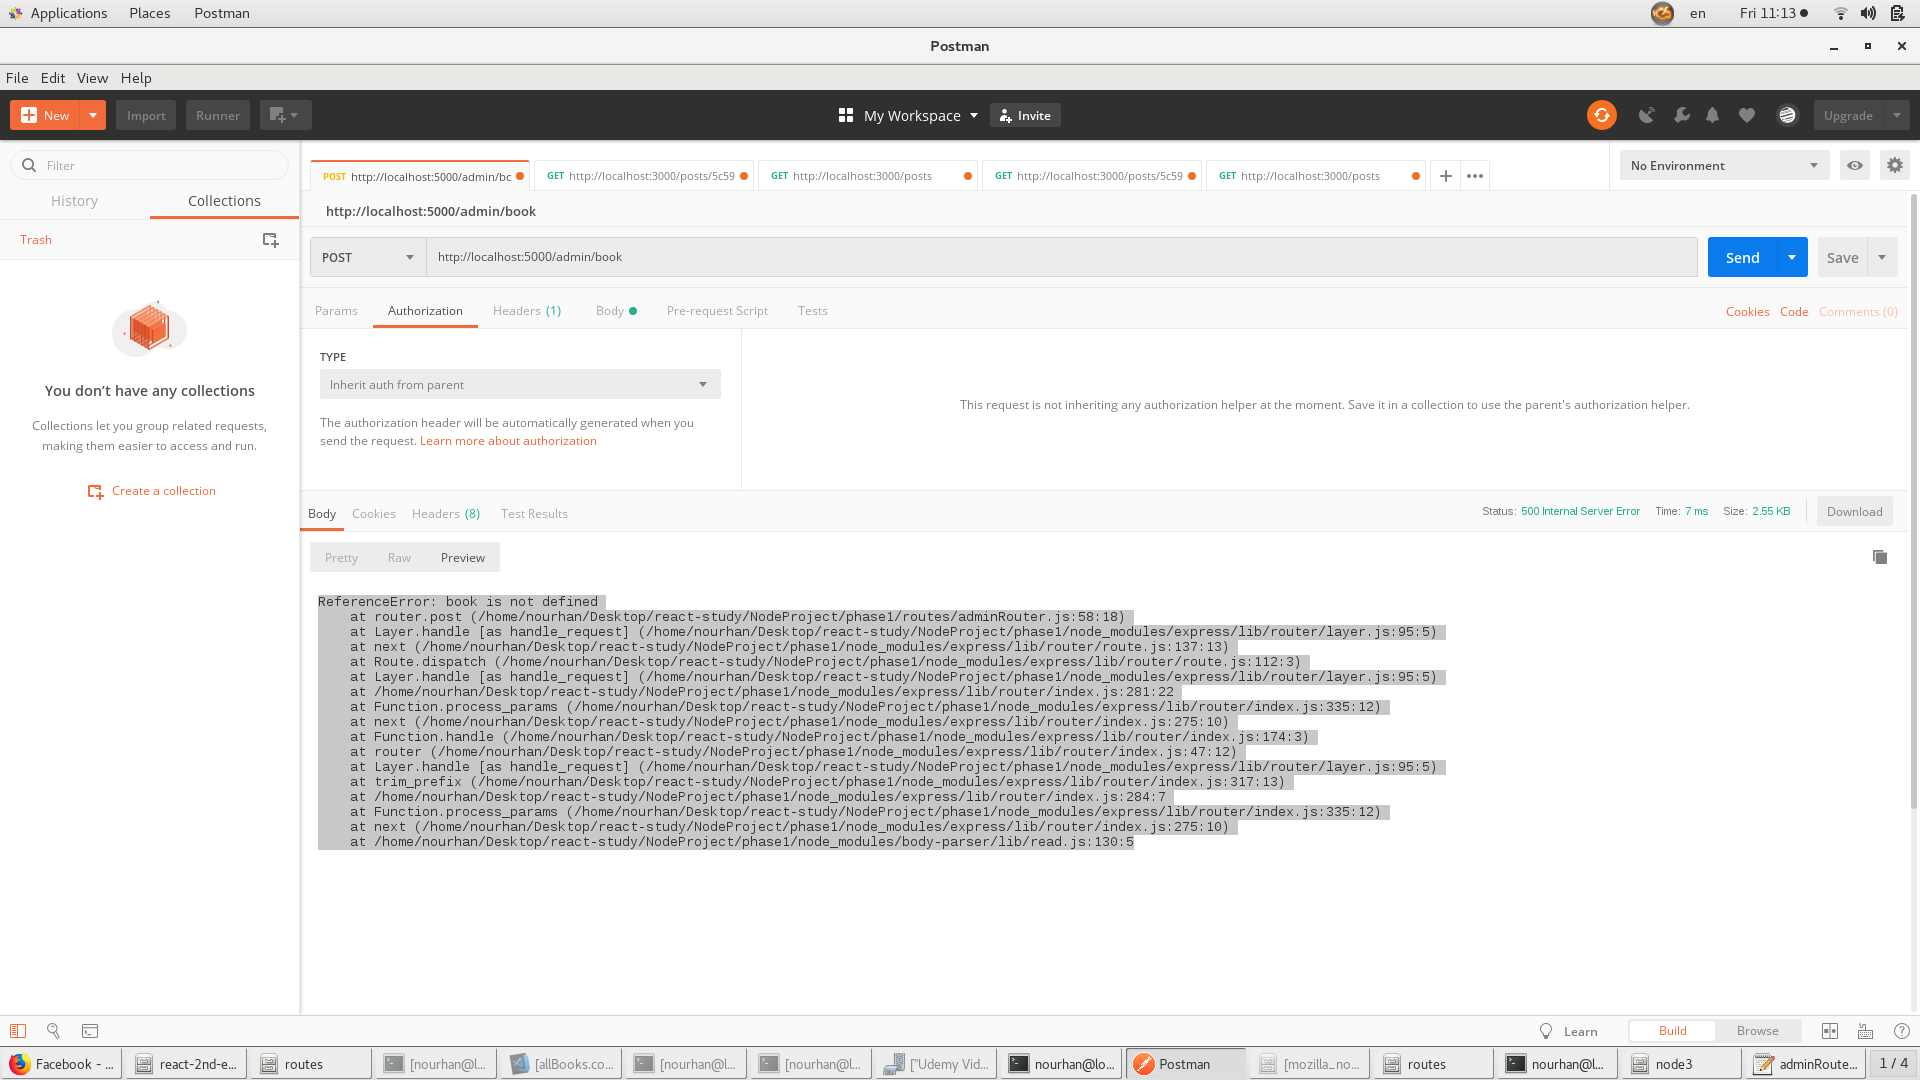 Applications Places Postman
en Fri 11:13
Postman
File Edit View Help
New Import Runner My Workspace Invite Upgrade
Filter
History Collections
Trash
You don’t have any collections
Collections let you group related requests,
making them easier to access and run.
Create a collection
POST http://localhost:5000/admin/bc GET http://localhost:3000/posts/5c59 GET http://localhost:3000/posts GET http://localhost:3000/posts/5c59 GET http://localhost:3000/posts
No Environment
http://localhost:5000/admin/book
POST http://localhost:5000/admin/book Send Save
Params Authorization Headers (1) Body Pre-request Script Tests Cookies Code Comments (0)
TYPE
Inherit auth from parent
The authorization header will be automatically generated when you
send the request. Learn more about authorization
This request is not inheriting any authorization helper at the moment. Save it in a collection to use the parent's authorization helper.
Body Cookies Headers (8) Test Results Status: 500 Internal Server Error Time: 7 ms Size: 2.55 KB Download
Pretty Raw Preview
ReferenceError: book is not defined
at router.post (/home/nourhan/Desktop/react-study/NodeProject/phase1/routes/adminRouter.js:58:18)
at Layer.handle [as handle_request] (/home/nourhan/Desktop/react-study/NodeProject/phase1/node_modules/express/lib/router/layer.js:95:5)
at next (/home/nourhan/Desktop/react-study/NodeProject/phase1/node_modules/express/lib/router/route.js:137:13)
at Route.dispatch (/home/nourhan/Desktop/react-study/NodeProject/phase1/node_modules/express/lib/router/route.js:112:3)
at Layer.handle [as handle_request] (/home/nourhan/Desktop/react-study/NodeProject/phase1/node_modules/express/lib/router/layer.js:95:5)
at /home/nourhan/Desktop/react-study/NodeProject/phase1/node_modules/express/lib/router/index.js:281:22
at Function.process_params (/home/nourhan/Desktop/react-study/NodeProject/phase1/node_modules/express/lib/router/index.js:335:12)
at next (/home/nourhan/Desktop/react-study/NodeProject/phase1/node_modules/express/lib/router/index.js:275:10)
at Function.handle (/home/nourhan/Desktop/react-study/NodeProject/phase1/node_modules/express/lib/router/index.js:174:3)
at router (/home/nourhan/Desktop/react-study/NodeProject/phase1/node_modules/express/lib/router/index.js:47:12)
at Layer.handle [as handle_request] (/home/nourhan/Desktop/react-study/NodeProject/phase1/node_modules/express/lib/router/layer.js:95:5)
at trim_prefix (/home/nourhan/Desktop/react-study/NodeProject/phase1/node_modules/express/lib/router/index.js:317:13)
at /home/nourhan/Desktop/react-study/NodeProject/phase1/node_modules/express/lib/router/index.js:284:7
at Function.process_params (/home/nourhan/Desktop/react-study/NodeProject/phase1/node_modules/express/lib/router/index.js:335:12)
at next (/home/nourhan/Desktop/react-study/NodeProject/phase1/node_modules/express/lib/router/index.js:275:10)
at /home/nourhan/Desktop/react-study/NodeProject/phase1/node_modules/body-parser/lib/read.js:130:5
Learn Build Browse
Facebook - ... react-2nd-e... routes [nourhan@l... [allBooks.co... [nourhan@l... [nourhan@l... ["Udemy Vid... nourhan@lo... Postman [mozilla_no... routes nourhan@l... node3 adminRoute... 1 / 4